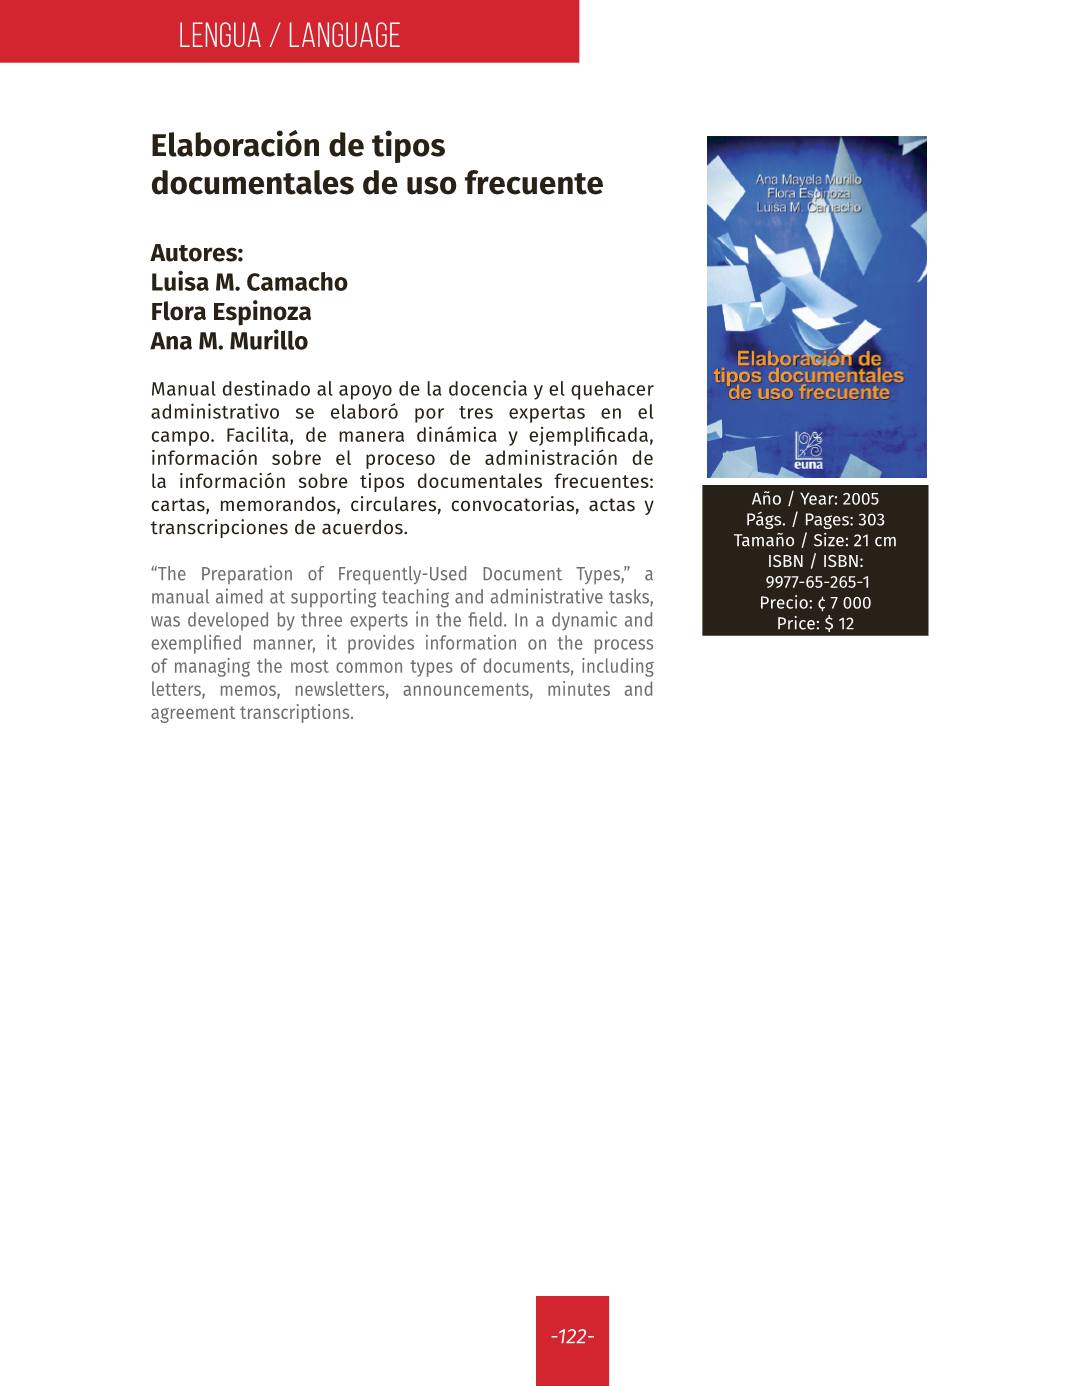 LENGUA / LANGUAGE
Elaboración de tipos
documentales de uso frecuente
Autores:
Luisa M. Camacho
Flora Espinoza
Ana M. Murillo
Manual destinado al apoyo de la docencia y el quehacer
administrativo se elaboró por tres expertas en el
campo. Facilita, de manera dinámica y ejemplificada,
información sobre el proceso de administración de
la información sobre tipos documentales frecuentes:
cartas, memorandos, circulares, convocatorias, actas y
transcripciones de acuerdos.
“The Preparation of Frequently-Used Document Types,” a
manual aimed at supporting teaching and administrative tasks,
was developed by three experts in the field. In a dynamic and
exemplified manner, it provides information on the process
of managing the most common types of documents, including
letters, memos, newsletters, announcements, minutes and
agreement transcriptions.
Ana Mayela Murillo
Flora Espinoza
Luisa M. Camacho
Elaboración de
tipos documentales
de uso frecuente
euna
Año / Year: 2005
Págs. / Pages: 303
Tamaño / Size: 21 cm
ISBN / ISBN:
9977-65-265-1
Precio: ¢ 7 000
Price: $ 12
-122-